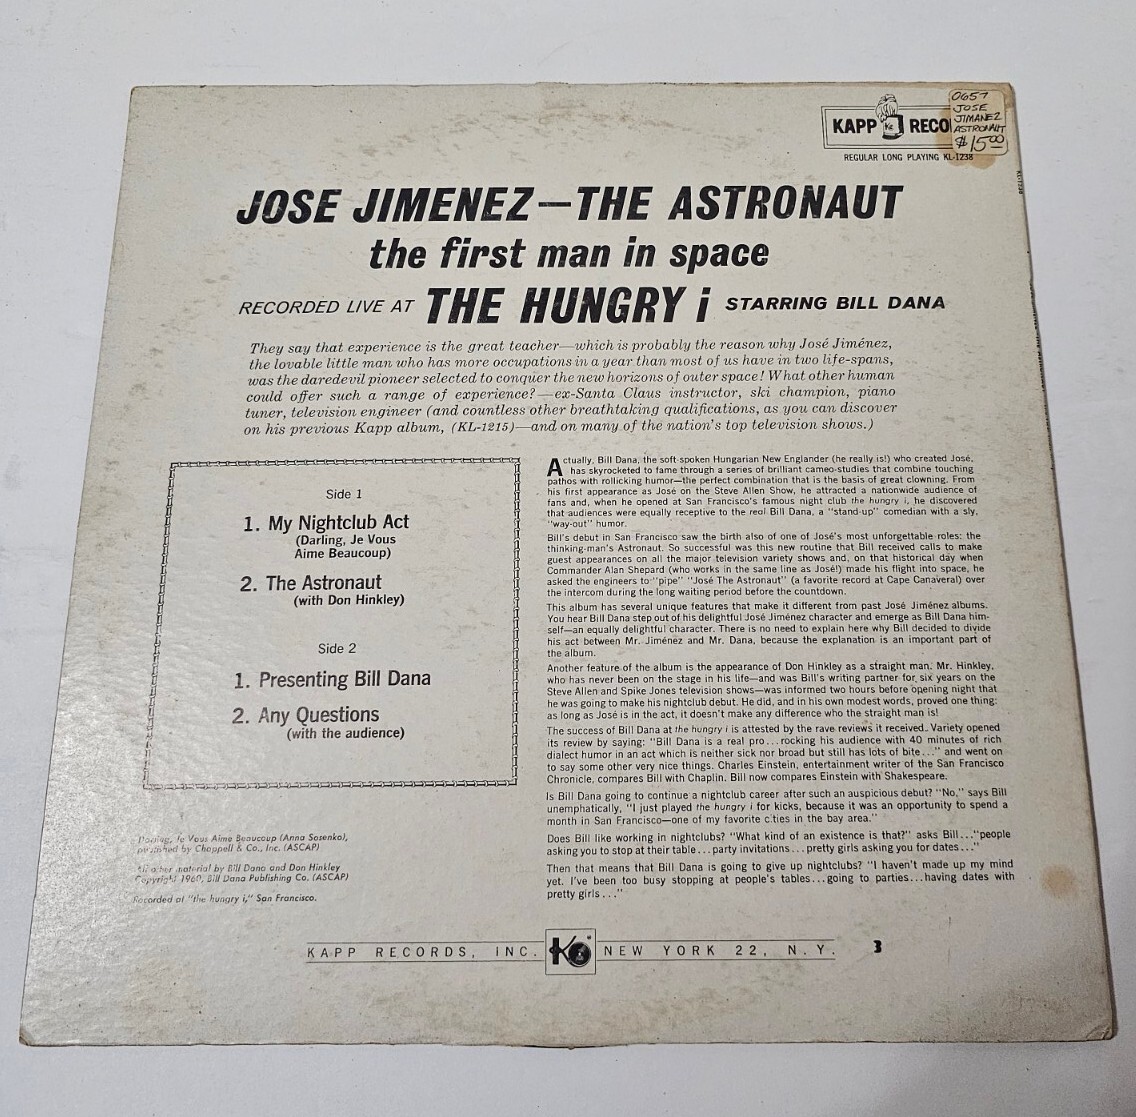 0657
JOSE
JIMANEZ
ASTRONAUT
$15.00
KAPP RECO
REGULAR LONG PLAYING KL-1238
KL-1238
JOSE JIMENEZ—THE ASTRONAUT
the first man in space
RECORDED LIVE AT THE HUNGRY i STARRING BILL DANA
They say that experience is the great teacher—which is probably the reason why José Jiménez,
the lovable little man who has more occupations in a year than most of us have in two life-spans,
was the daredevil pioneer selected to conquer the new horizons of outer space! What other human
could offer such a range of experience?—ex-Santa Claus instructor, ski champion, piano
tuner, television engineer (and countless other breathtaking qualifications, as you can discover
on his previous Kapp album, (KL-1215)—and on many of the nation's top television shows.)
Side 1
1. My Nightclub Act
(Darling, Je Vous
Aime Beaucoup)
2. The Astronaut
(with Don Hinkley)
Side 2
1. Presenting Bill Dana
2. Any Questions
(with the audience)
Darling, Je Vous Aime Beaucoup (Anna Sosenko),
published by Chappell & Co., Inc. (ASCAP)
All other material by Bill Dana and Don Hinkley
Copyright 1960, Bill Dana Publishing Co. (ASCAP)
Recorded at "the hungry i," San Francisco.
Actually, Bill Dana, the soft-spoken Hungarian New Englander (he really is!) who created José,
has skyrocketed to fame through a series of brilliant cameo-studies that combine touching
pathos with rollicking humor—the perfect combination that is the basis of great clowning. From
his first appearance as José on the Steve Allen Show, he attracted a nationwide audience of
fans and, when he opened at San Francisco's famous night club the hungry i, he discovered
that audiences were equally receptive to the real Bill Dana, a "stand-up" comedian with a sly,
"way-out" humor.
Bill's debut in San Francisco saw the birth also of one of José's most unforgettable roles: the
thinking-man's Astronaut. So successful was this new routine that Bill received calls to make
guest appearances on all the major television variety shows and, on that historical day when
Commander Alan Shepard (who works in the same line as José!) made his flight into space, he
asked the engineers to "pipe" "José The Astronaut" (a favorite record at Cape Canaveral) over
the intercom during the long waiting period before the countdown.
This album has several unique features that make it different from past José Jiménez albums.
You hear Bill Dana step out of his delightful José Jiménez character and emerge as Bill Dana him-
self—an equally delightful character. There is no need to explain here why Bill decided to divide
his act between Mr. Jiménez and Mr. Dana, because the explanation is an important part of
the album.
Another feature of the album is the appearance of Don Hinkley as a straight man. Mr. Hinkley,
who has never been on the stage in his life—and was Bill's writing partner for six years on the
Steve Allen and Spike Jones television shows—was informed two hours before opening night that
he was going to make his nightclub debut. He did, and in his own modest words, proved one thing:
as long as José is in the act, it doesn't make any difference who the straight man is!
The success of Bill Dana at the hungry i is attested by the rave reviews it received. Variety opened
its review by saying: "Bill Dana is a real pro...rocking his audience with 40 minutes of rich
dialect humor in an act which is neither sick nor broad but still has lots of bite..." and went on
to say some other very nice things. Charles Einstein, entertainment writer of the San Francisco
Chronicle, compares Bill with Chaplin. Bill now compares Einstein with Shakespeare.
Is Bill Dana going to continue a nightclub career after such an auspicious debut? "No," says Bill
unemphatically, "I just played the hungry i for kicks, because it was an opportunity to spend a
month in San Francisco—one of my favorite cities in the bay area."
Does Bill like working in nightclubs? "What kind of an existence is that?" asks Bill..."people
asking you to stop at their table...party invitations...pretty girls asking you for dates..."
Then that means that Bill Dana is going to give up nightclubs? "I haven't made up my mind
yet. I've been too busy stopping at people's tables...going to parties...having dates with
pretty girls..."
KAPP RECORDS, INC. K NEW YORK 22, N.Y. 3